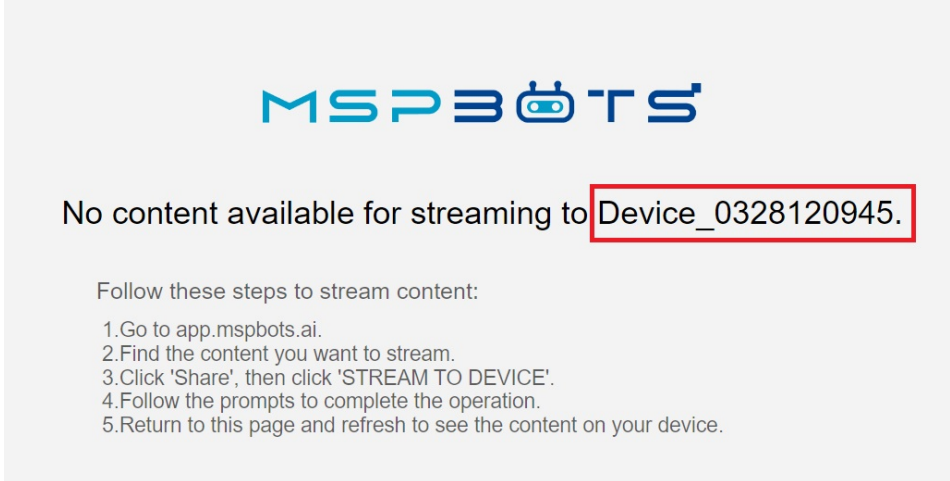 MSPBOTS
No content available for streaming to Device_0328120945.
Follow these steps to stream content:
1.Go to app.mspbots.ai.
2.Find the content you want to stream.
3.Click 'Share', then click 'STREAM TO DEVICE'.
4.Follow the prompts to complete the operation.
5.Return to this page and refresh to see the content on your device.